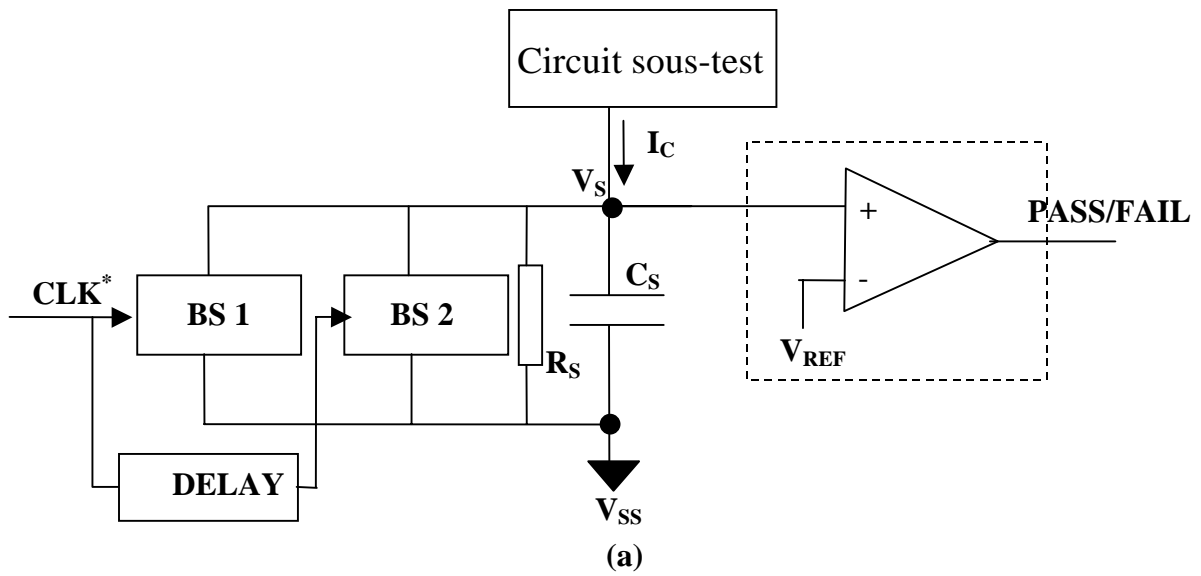 Circuit sous-test
I_C
V_S
PASS/FAIL
+
CLK*
C_S
-
BS 1
BS 2
V_REF
R_S
DELAY
V_SS
(a)